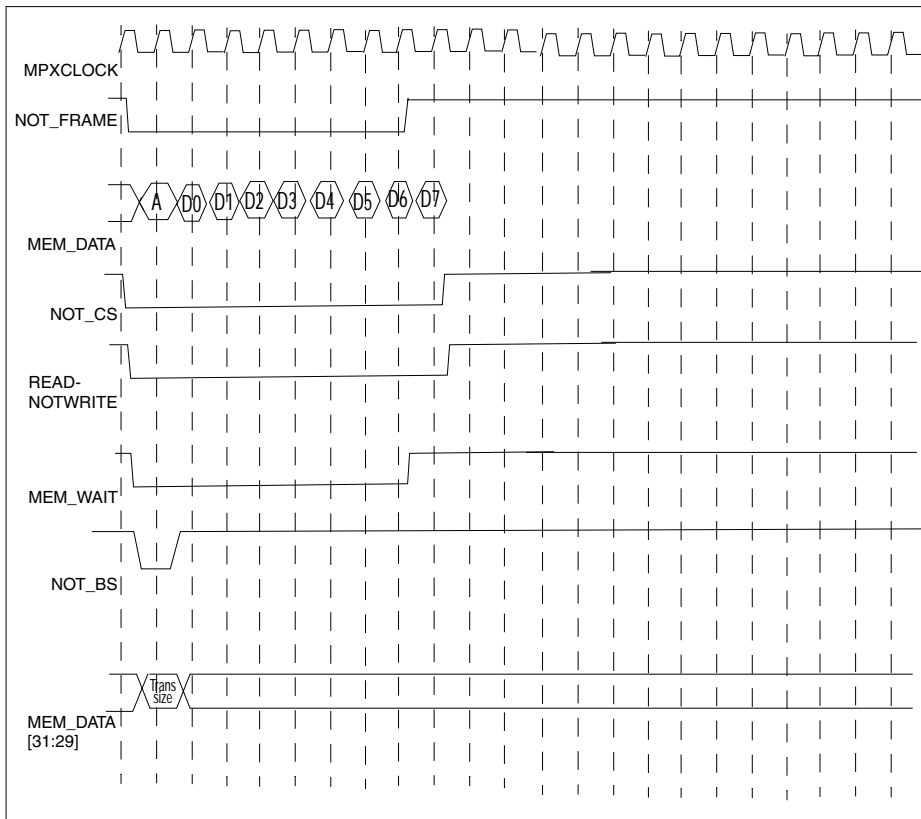 MPXCLOCK
NOT_FRAME
A D0 D1 D2 D3 D4 D5 D6 D7
MEM_DATA
NOT_CS
READ-
NOTWRITE
MEM_WAIT
NOT_BS
Trans
size
MEM_DATA
[31:29]